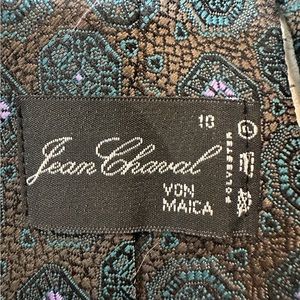 10
Jean Chaval
VON
MAICA
POLYESTER